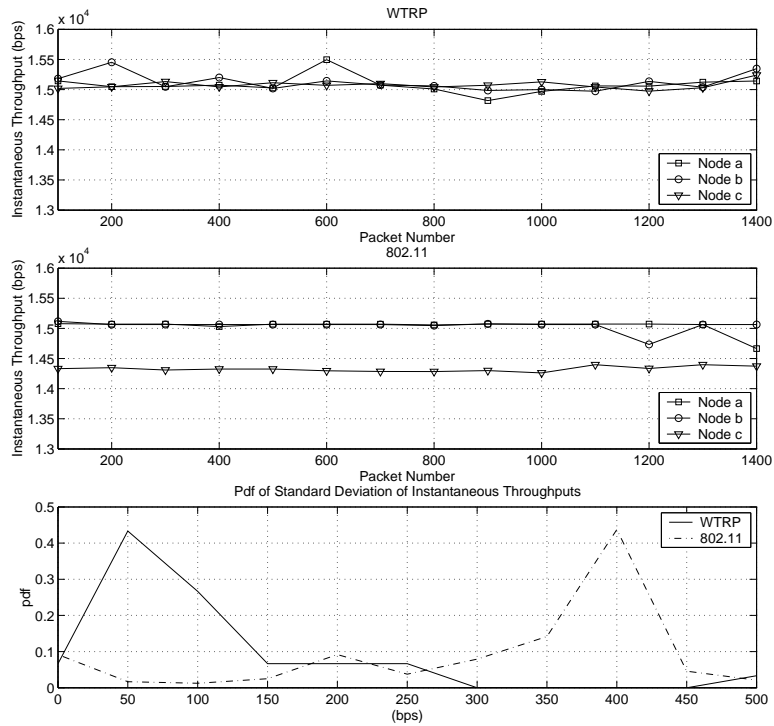 WTRP
x 10^4
Instantaneous Throughput (bps)
1.6
1.55
1.5
1.45
1.4
1.35
1.3
200 400 600 800 1000 1200 1400
Packet Number
Node a
Node b
Node c
802.11
x 10^4
Instantaneous Throughput (bps)
1.6
1.55
1.5
1.45
1.4
1.35
1.3
200 400 600 800 1000 1200 1400
Packet Number
Node a
Node b
Node c
Pdf of Standard Deviation of Instantaneous Throughputs
pdf
0.5
0.4
0.3
0.2
0.1
0
0 50 100 150 200 250 300 350 400 450 500
(bps)
WTRP
802.11